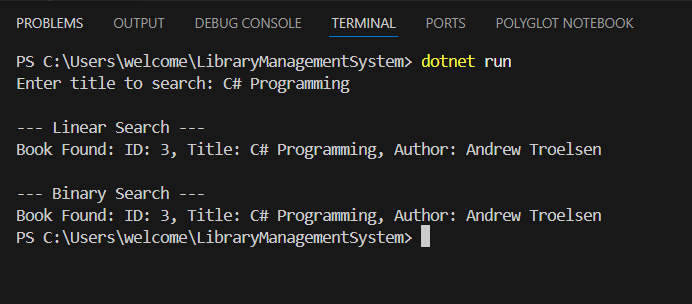 PROBLEMS OUTPUT DEBUG CONSOLE TERMINAL PORTS POLYGLOT NOTEBOOK
PS C:\Users\welcome\LibraryManagementSystem> dotnet run
Enter title to search: C# Programming
--- Linear Search ---
Book Found: ID: 3, Title: C# Programming, Author: Andrew Troelsen
--- Binary Search ---
Book Found: ID: 3, Title: C# Programming, Author: Andrew Troelsen
PS C:\Users\welcome\LibraryManagementSystem>